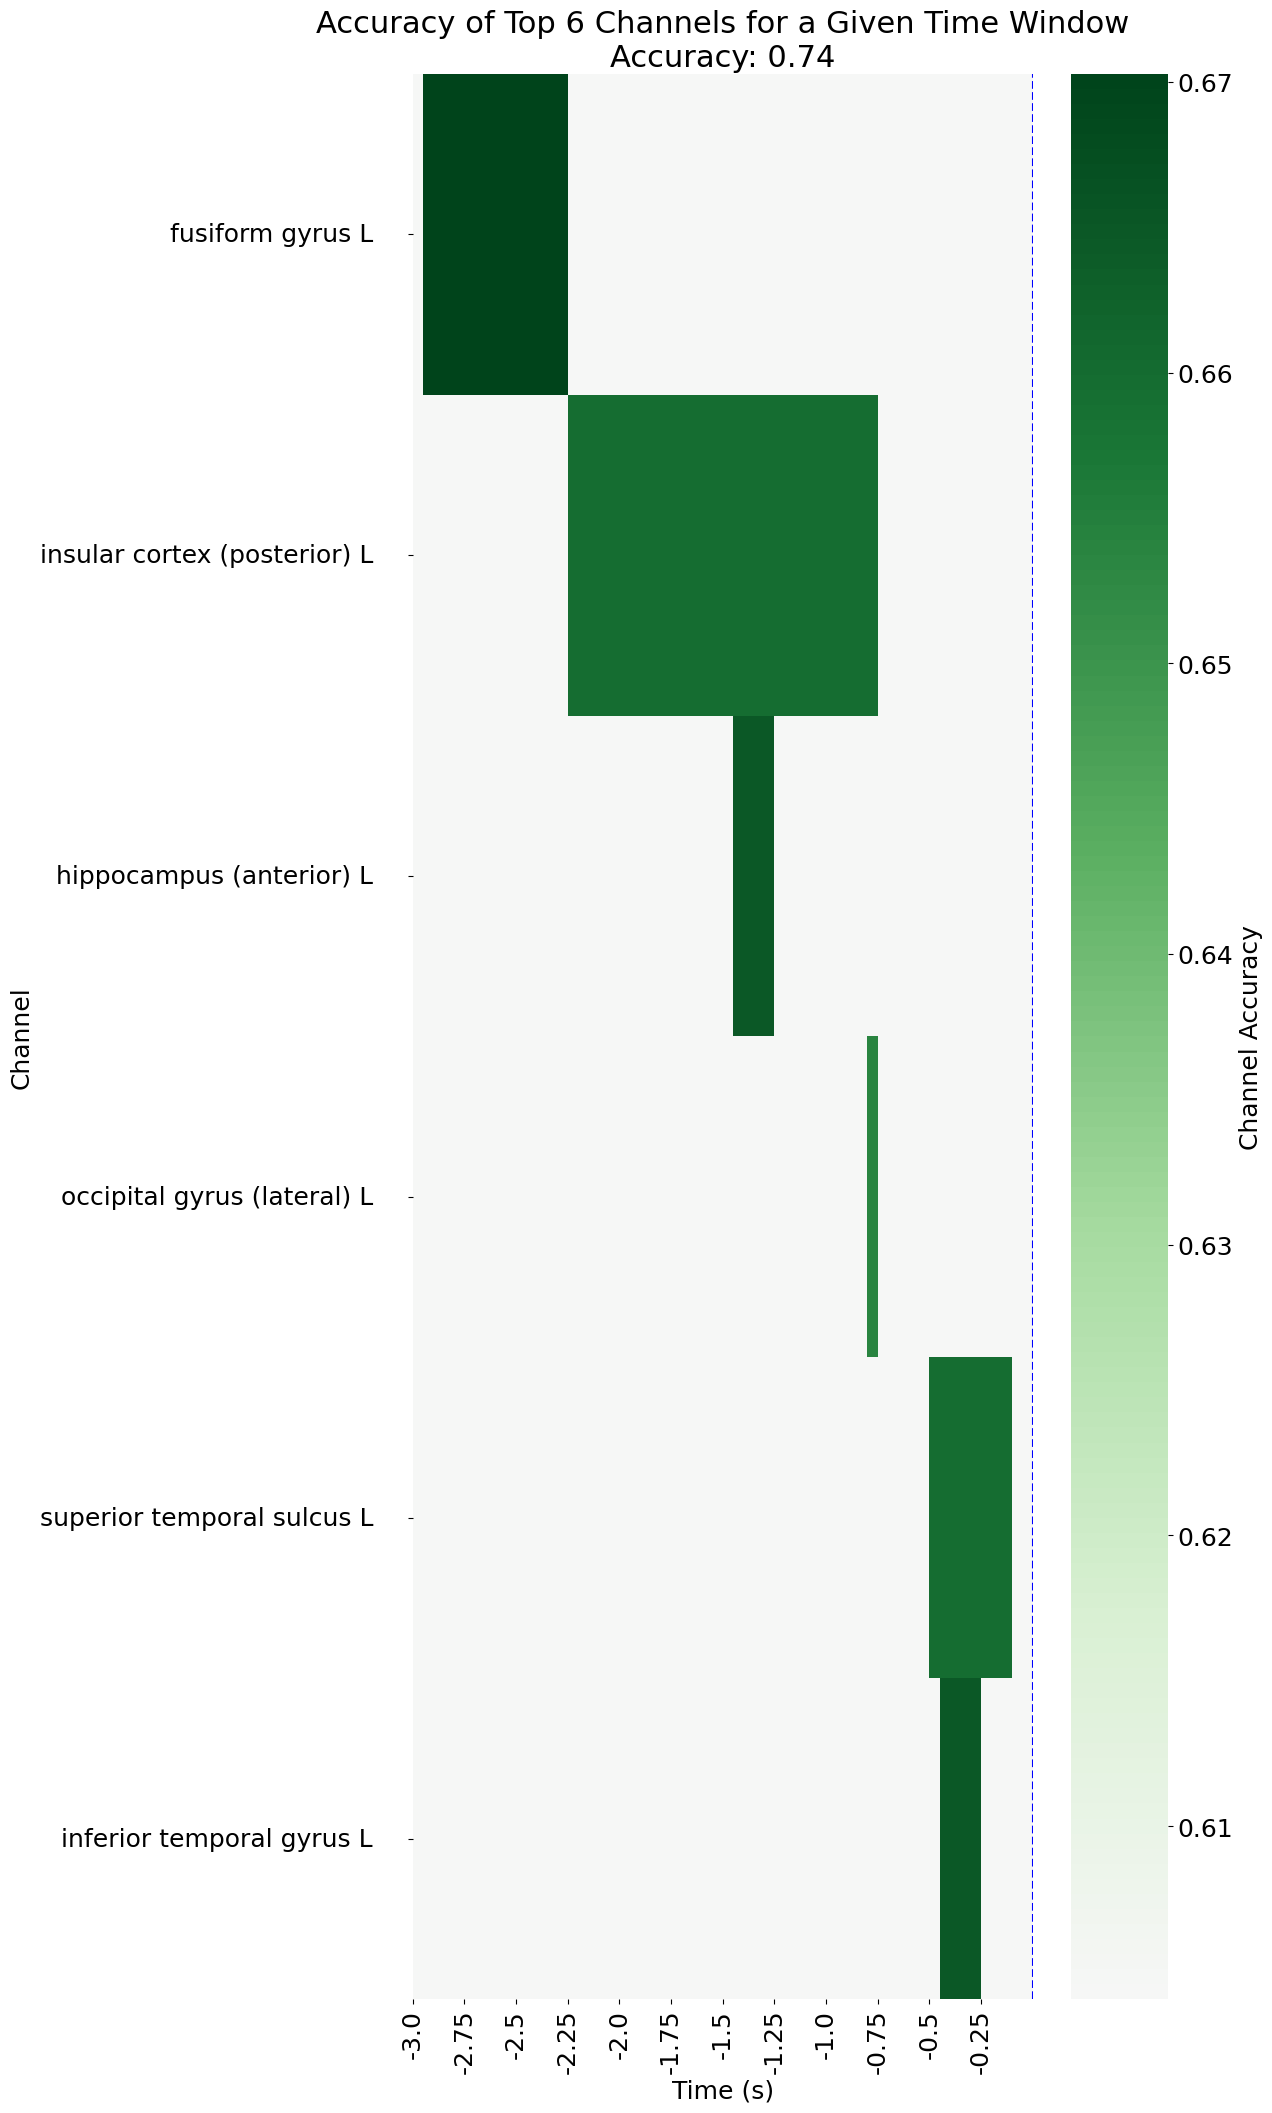 Accuracy of Top 6 Channels for a Given Time Window
Accuracy: 0.74
Channel
fusiform gyrus L
insular cortex (posterior) L
hippocampus (anterior) L
occipital gyrus (lateral) L
superior temporal sulcus L
inferior temporal gyrus L
-3.0
-2.75
-2.5
-2.25
-2.0
-1.75
-1.5
-1.25
-1.0
-0.75
-0.5
-0.25
Time (s)
0.67
0.66
0.65
0.64
0.63
0.62
0.61
Channel Accuracy